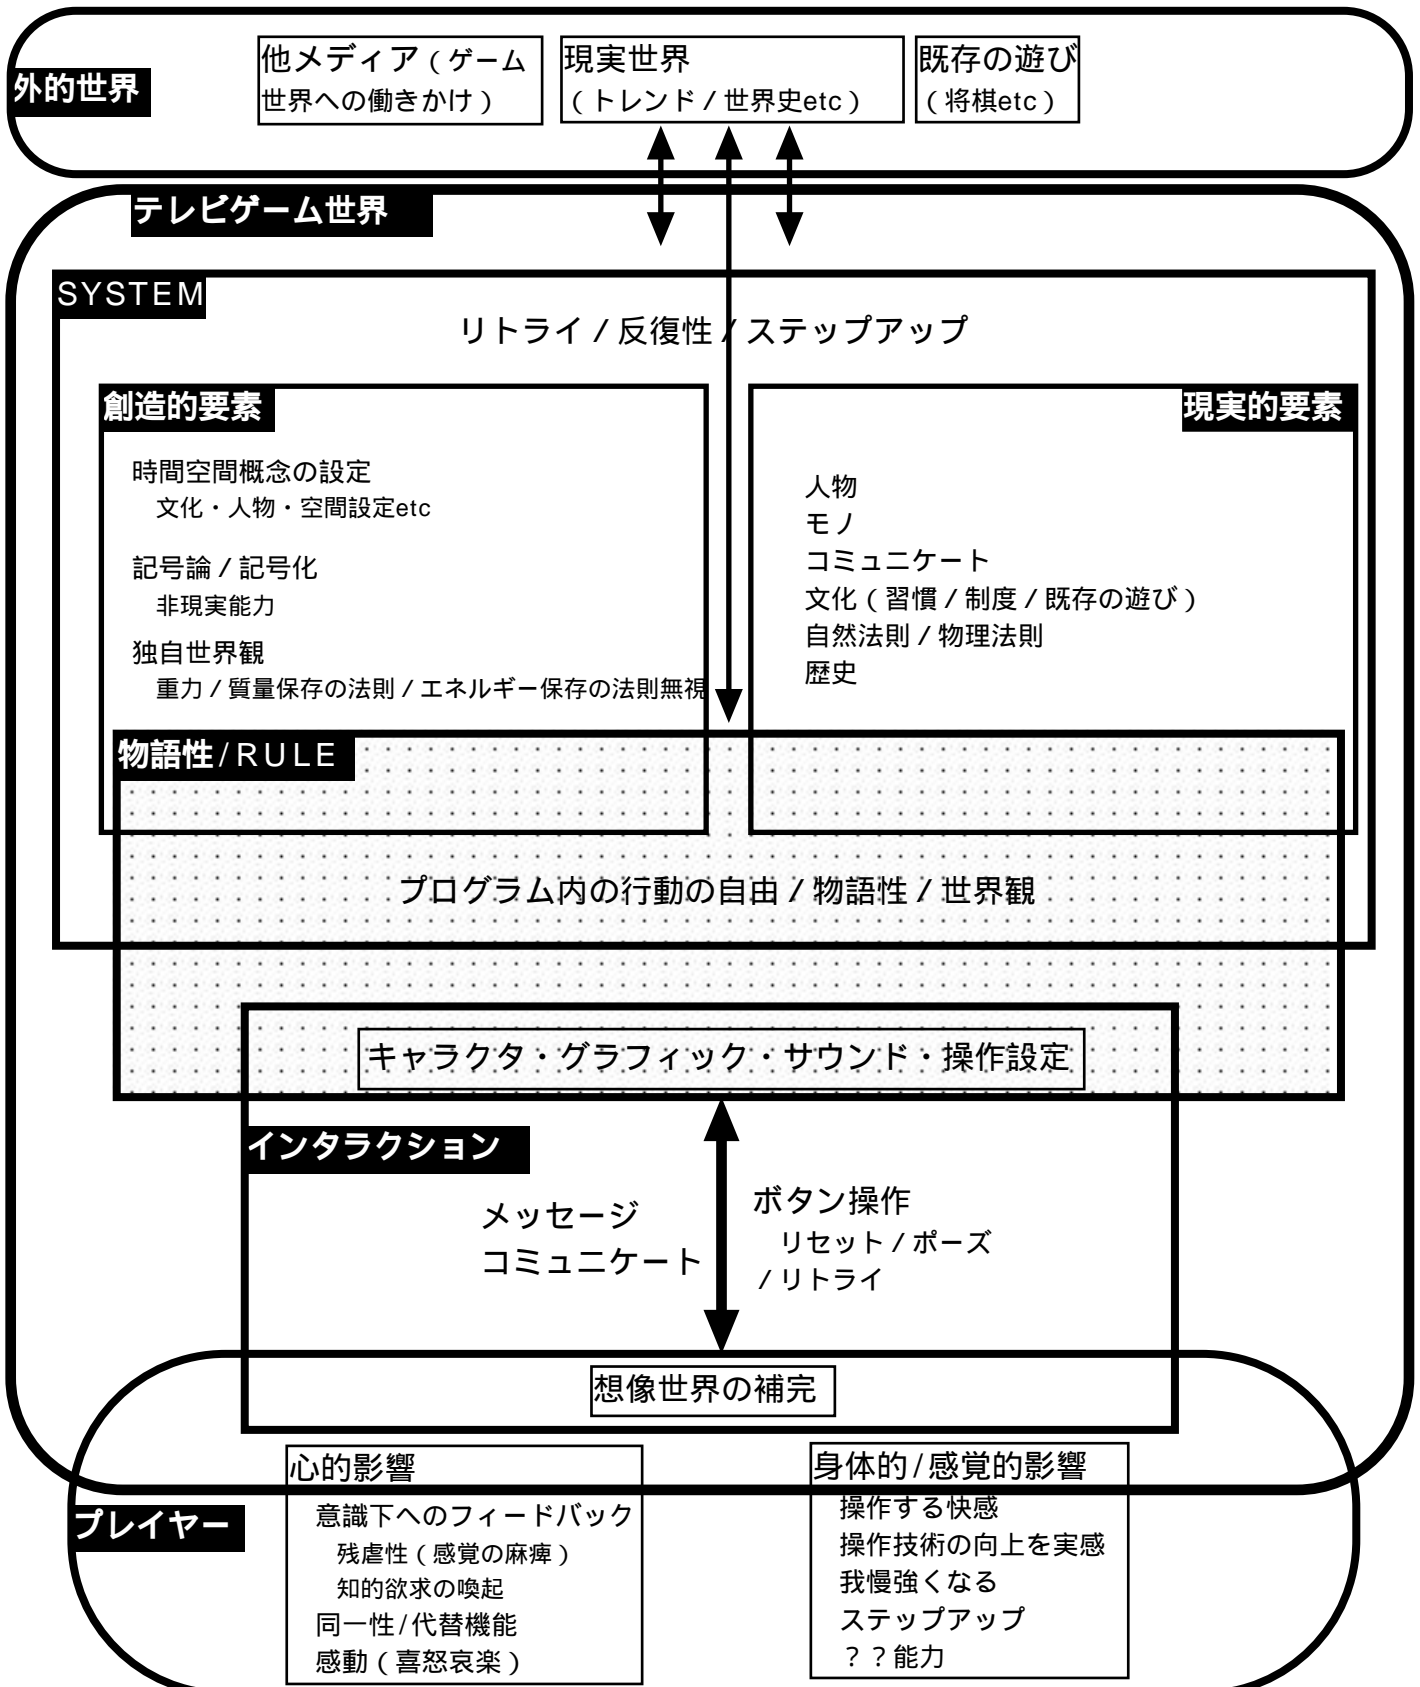 外的世界
他メディア（ゲーム
世界への働きかけ）
現実世界
（トレンド/世界史etc）
既存の遊び
（将棋etc）
テレビゲーム世界
SYSTEM
リトライ/反復性/ステップアップ
創造的要素
時間空間概念の設定
文化・人物・空間設定etc
記号論/記号化
非現実能力
独自世界観
重力/質量保存の法則/エネルギー保存の法則無視
現実的要素
人物
モノ
コミュニケート
文化（習慣/制度/既存の遊び）
自然法則/物理法則
歴史
物語性/RULE
プログラム内の行動の自由/物語性/世界観
キャラクタ・グラフィック・サウンド・操作設定
インタラクション
メッセージ
コミュニケート
ボタン操作
リセット/ポーズ
/リトライ
想像世界の補完
プレイヤー
心的影響
意識下へのフィードバック
残虐性（感覚の麻痺）
知的欲求の喚起
同一性/代替機能
感動（喜怒哀楽）
身体的/感覚的影響
操作する快感
操作技術の向上を実感
我慢強くなる
ステップアップ
？？能力